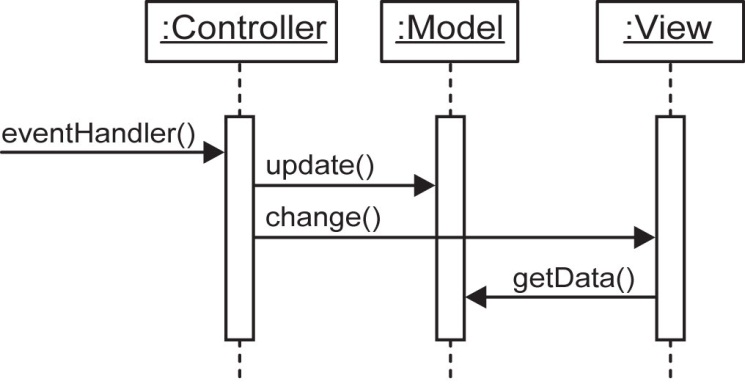 :Controller
:Model
:View
eventHandler()
update()
change()
getData()